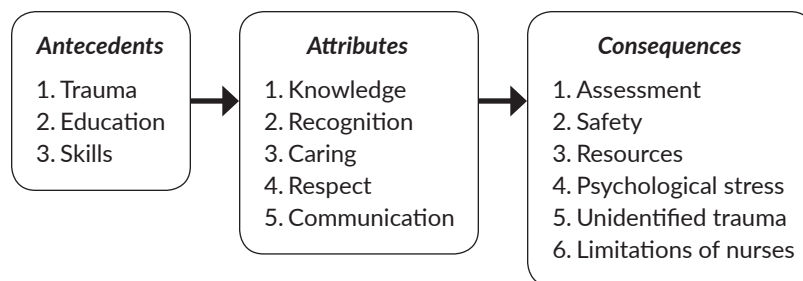 Antecedents
1. Trauma
2. Education
3. Skills
Attributes
1. Knowledge
2. Recognition
3. Caring
4. Respect
5. Communication
Consequences
1. Assessment
2. Safety
3. Resources
4. Psychological stress
5. Unidentified trauma
6. Limitations of nurses